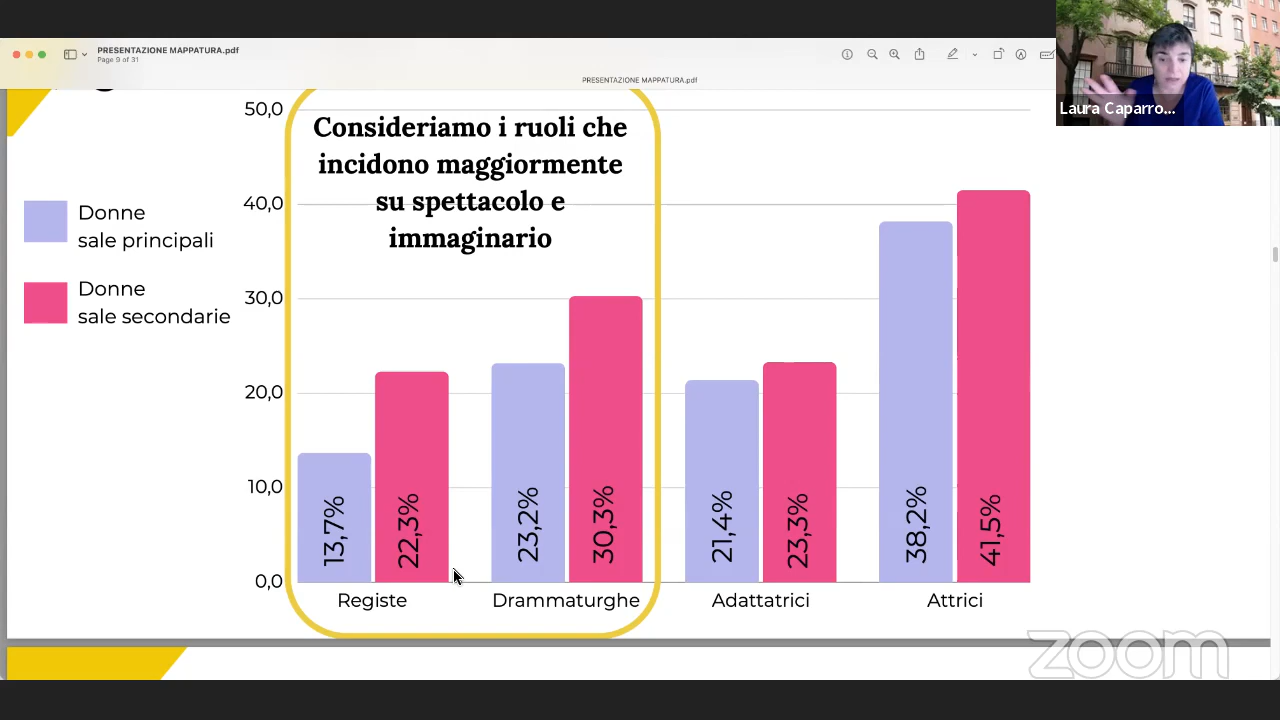 PRESENTAZIONE MAPPATURA.pdf
Page 9 of 31
PRESENTAZIONE MAPPATURA.pdf
Laura Caparro...
50,0
Consideriamo i ruoli che
incidono maggiormente
su spettacolo e
immaginario
40,0
30,0
20,0
10,0
0,0
Donne
sale principali
Donne
sale secondarie
13,7%
22,3%
23,2%
30,3%
21,4%
23,3%
38,2%
41,5%
Registe
Drammaturghe
Adattatrici
Attrici
zoom